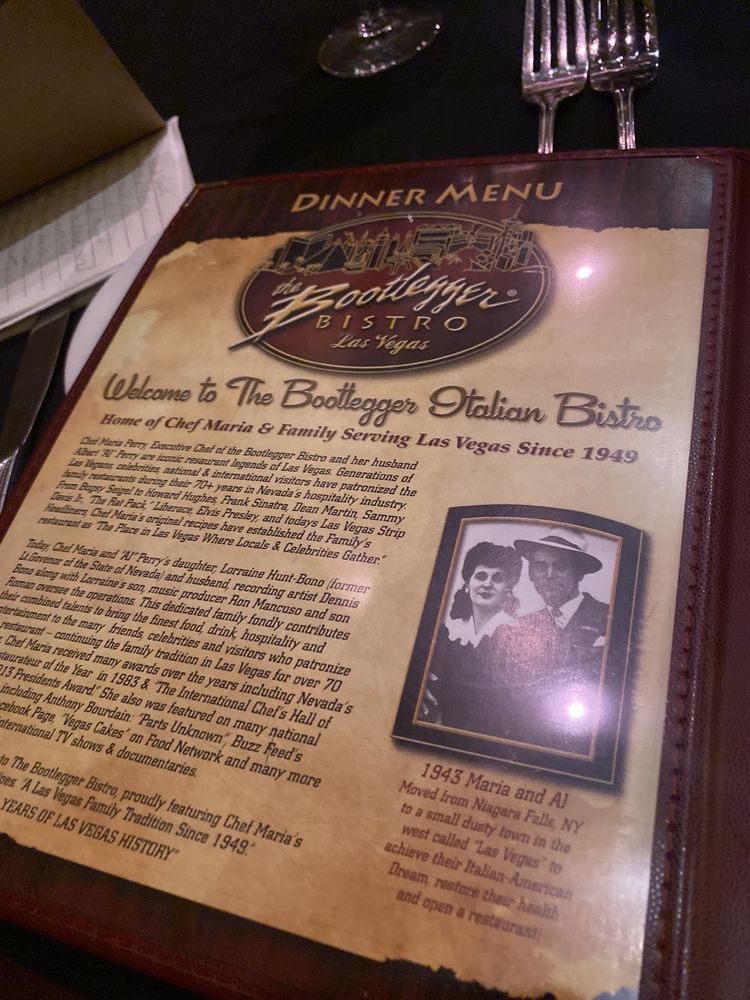 DINNER MENU
the
Bootlegger®
BISTRO
Las Vegas
Welcome to The Bootlegger Italian Bistro
Home of Chef Maria & Family Serving Las Vegas Since 1949
Chef Maria Perry, Executive Chef of the Bootlegger Bistro and her husband
Albert "Al" Perry are iconic restaurant legends of Las Vegas. Generations of
Las Vegans, celebrities, national & international visitors have patronized the
family restaurants during their 70+ years in Nevada's hospitality industry.
From Bugsy Seigel to Howard Hughes, Frank Sinatra, Dean Martin, Sammy
Davis Jr, "The Rat Pack," Liberace, Elvis Presley, and todays Las Vegas Strip
Headliners, Chef Maria's original recipes have established the Family's
restaurant as "The Place in Las Vegas Where Locals & Celebrities Gather."
Today, Chef Maria and "Al" Perry's daughter, Lorraine Hunt-Bono (former
Lt.Govenor of the State of Nevada) and husband, recording artist Dennis
Bono along with Lorraine's son, music producer Ron Mancuso and son
Roman oversee the operations. This dedicated family fondly contributes
their combined talents to bring the finest food, drink, hospitality and
entertainment to the many friends, celebrities and visitors who patronize
restaurant - continuing the family tradition in Las Vegas for over 70
Chef Maria received many awards over the years including Nevada's
Year in 1983 & "The International Chef's Hall of
Presidents Award." She also was featured on many national
including Anthony Bourdain: "Parts Unknown", Buzz Feed's
Page, "Vegas Cakes" on Food Network and many more
international TV shows & documentaries.
to The Bootlegger Bistro, proudly featuring Chef Maria's
"A Las Vegas Family Tradition Since 1949."
YEARS OF LAS VEGAS HISTORY."
1943 Maria and Al
Moved from Niagara Falls, NY
to a small dusty town in the
west called "Las Vegas" to
achieve their Italian-American
Dream, restore their health
and open a restaurant.